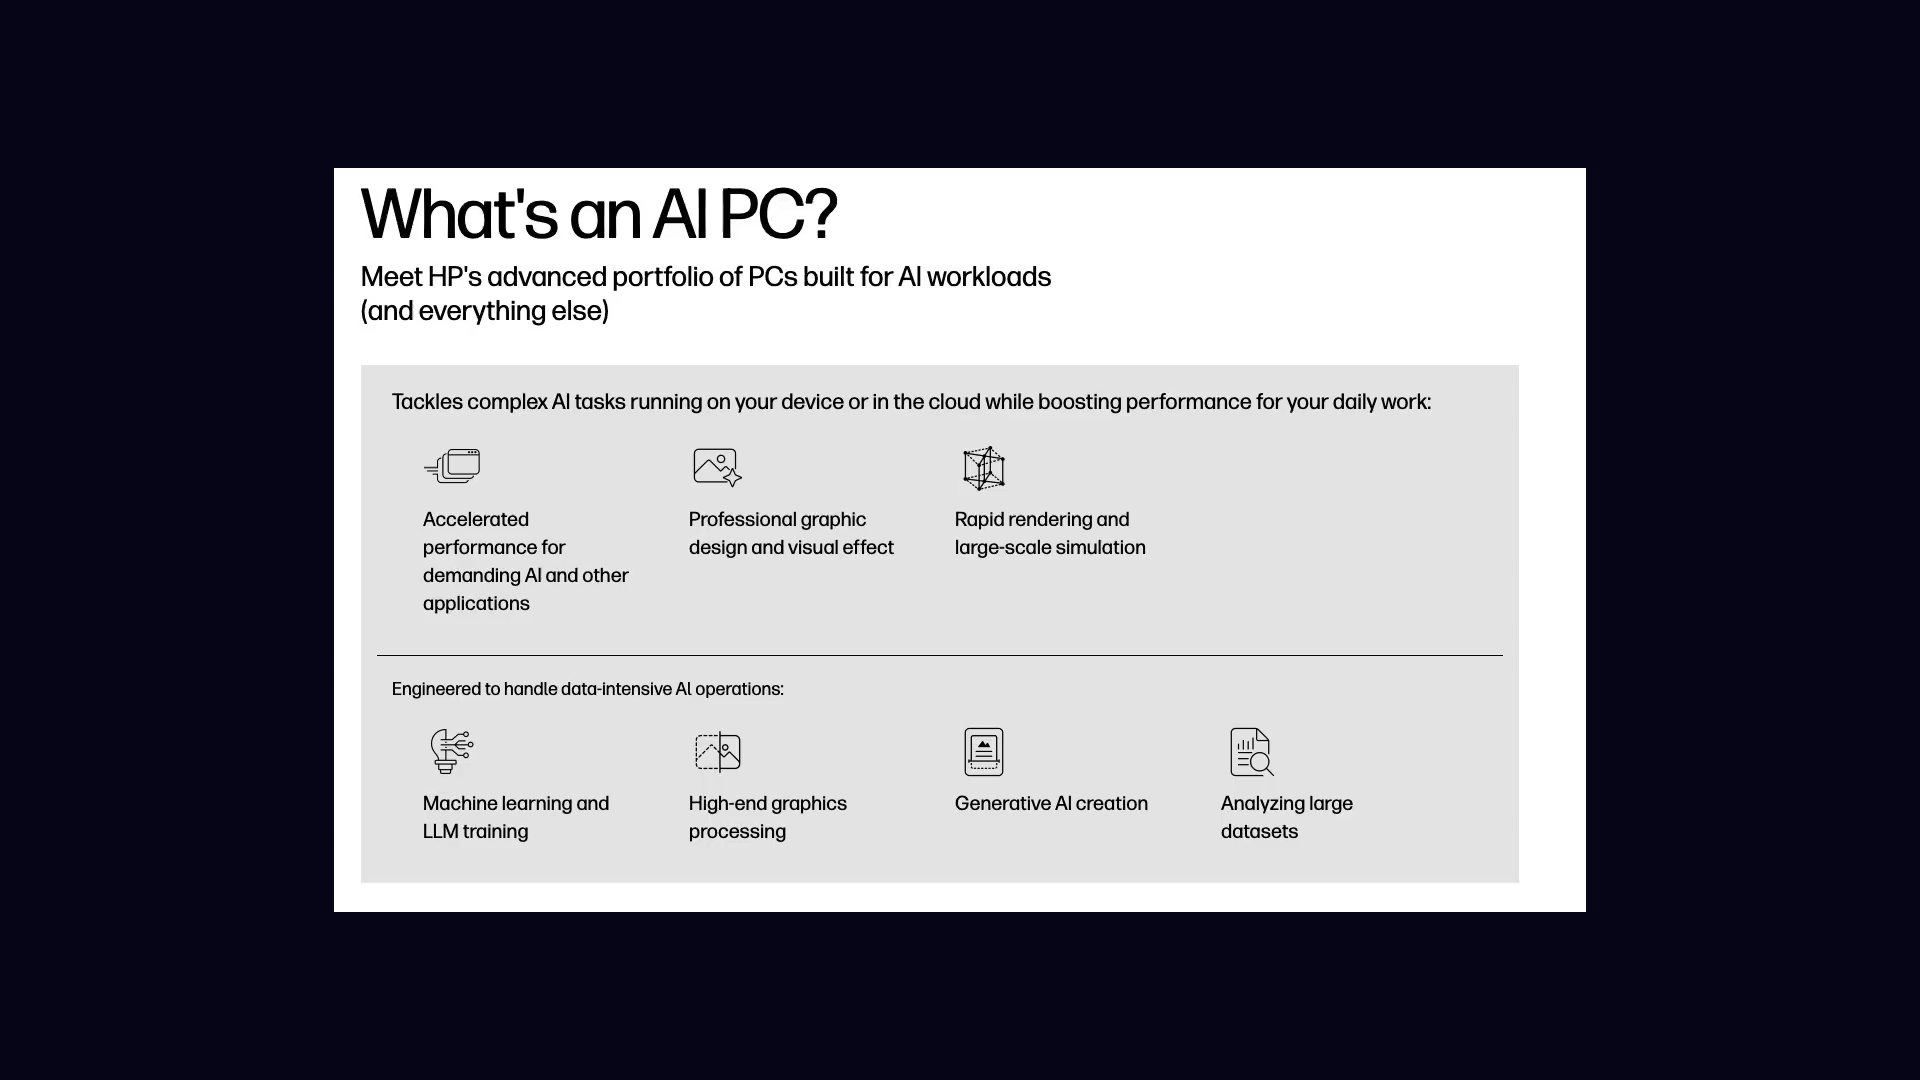 What's an AI PC?
Meet HP's advanced portfolio of PCs built for AI workloads
(and everything else)
Tackles complex AI tasks running on your device or in the cloud while boosting performance for your daily work:
Accelerated
performance for
demanding AI and other
applications
Professional graphic
design and visual effect
Rapid rendering and
large-scale simulation
Engineered to handle data-intensive AI operations:
Machine learning and
LLM training
High-end graphics
processing
Generative AI creation
Analyzing large
datasets